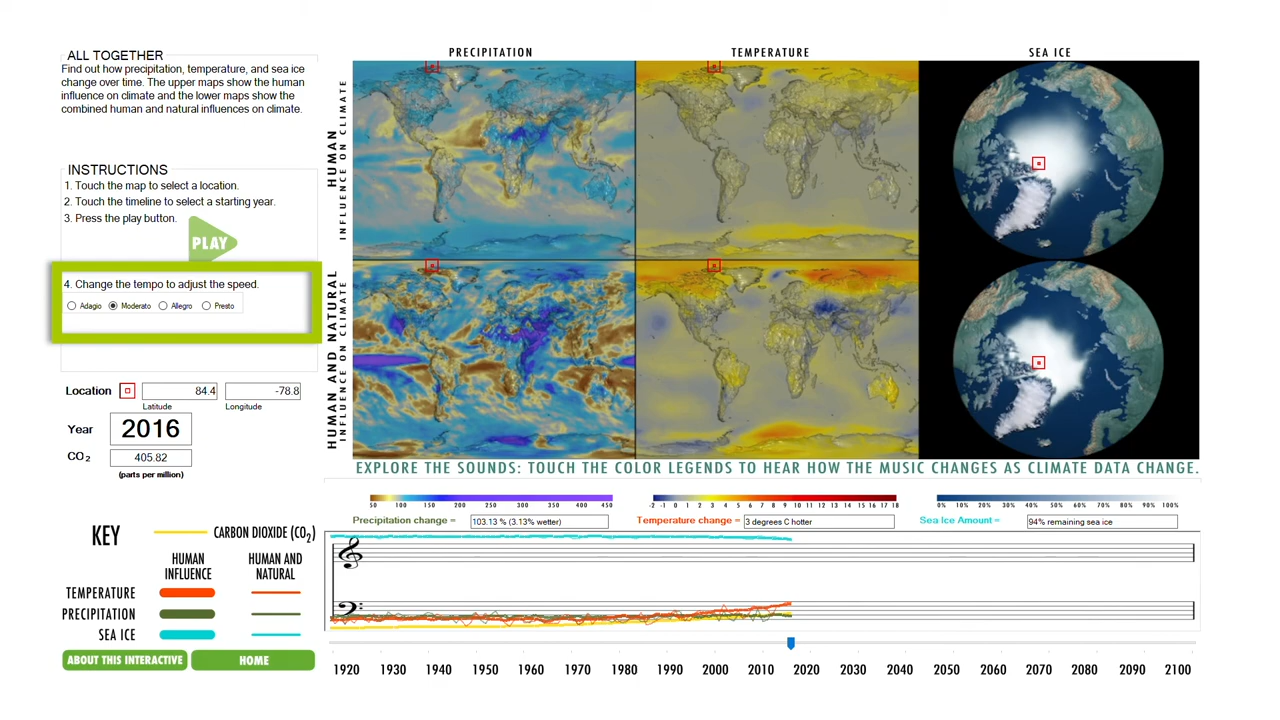 ALL TOGETHER
Find out how precipitation, temperature, and sea ice
change over time. The upper maps show the human
influence on climate and the lower maps show the
combined human and natural influences on climate.
INSTRUCTIONS
1. Touch the map to select a location.
2. Touch the timeline to select a starting year.
3. Press the play button.
PLAY
4. Change the tempo to adjust the speed.
Adagio Moderato Allegro Presto
Location 84.4 -78.8
Latitude Longitude
Year 2016
CO₂ 405.82
(parts per million)
KEY
CARBON DIOXIDE (CO₂)
HUMAN INFLUENCE
HUMAN AND NATURAL
TEMPERATURE
PRECIPITATION
SEA ICE
ABOUT THIS INTERACTIVE HOME
PRECIPITATION TEMPERATURE SEA ICE
HUMAN
INFLUENCE ON CLIMATE
HUMAN AND NATURAL
INFLUENCE ON CLIMATE
EXPLORE THE SOUNDS: TOUCH THE COLOR LEGENDS TO HEAR HOW THE MUSIC CHANGES AS CLIMATE DATA CHANGE.
50 100 150 200 250 300 350 400 450
-2 -1 0 1 2 3 4 5 6 7 8 9 10 11 12 13 14 15 16 17 18
0% 10% 20% 30% 40% 50% 60% 70% 80% 90% 100%
Precipitation change = 103.13 % (3.13% wetter)
Temperature change = 3 degrees C hotter
Sea Ice Amount = 94% remaining sea ice
1920 1930 1940 1950 1960 1970 1980 1990 2000 2010 2020 2030 2040 2050 2060 2070 2080 2090 2100